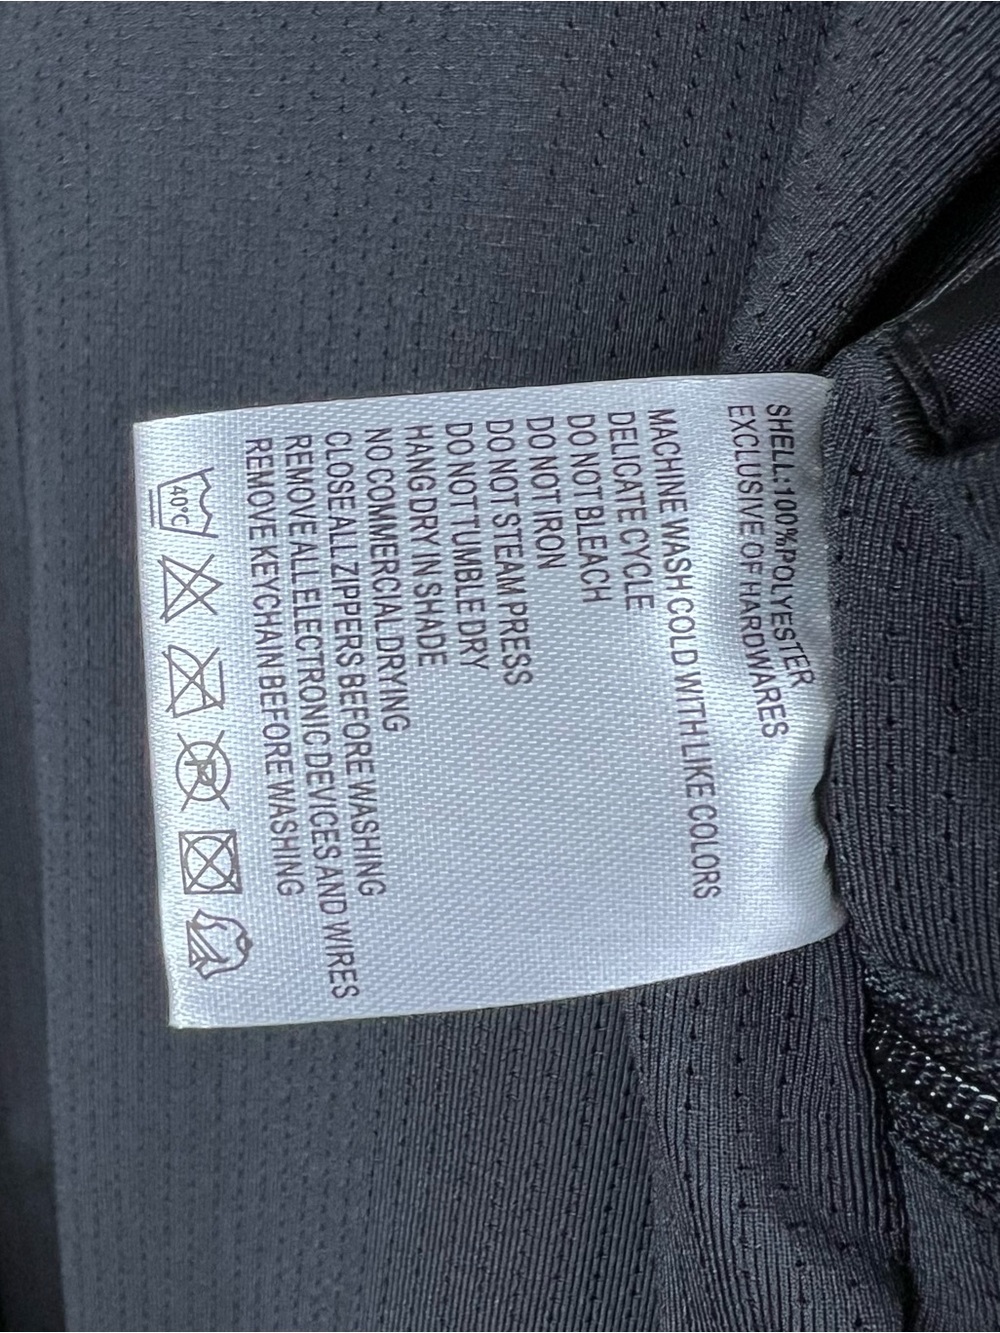 SHELL:100%POLYESTER
EXCLUSIVE OF HARDWARES
MACHINE WASH COLD WITH LIKE COLORS
DELICATE CYCLE
DO NOT BLEACH
DO NOT IRON
DO NOT STEAM PRESS
DO NOT TUMBLE DRY
HANG DRY IN SHADE
NO COMMERCIAL DRYING
CLOSE ALL ZIPPERS BEFORE WASHING
REMOVE ALL ELECTRONIC DEVICES AND WIRES
REMOVE KEYCHAIN BEFORE WASHING
40°C P